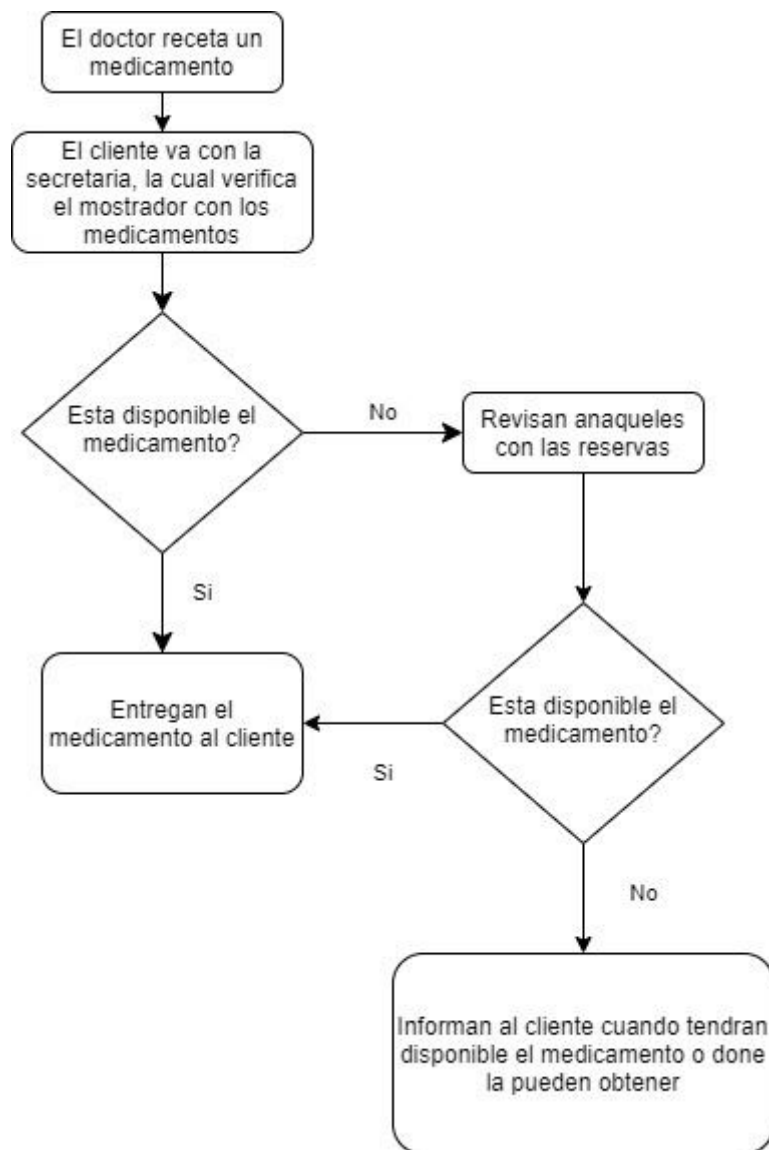 El doctor receta un
medicamento
El cliente va con la
secretaria, la cual verifica
el mostrador con los
medicamentos
Esta disponible el
medicamento?
No
Revisan anaqueles
con las reservas
Si
Entregan el
medicamento al cliente
Esta disponible el
medicamento?
Si
No
Informan al cliente cuando tendran
disponible el medicamento o done
la pueden obtener